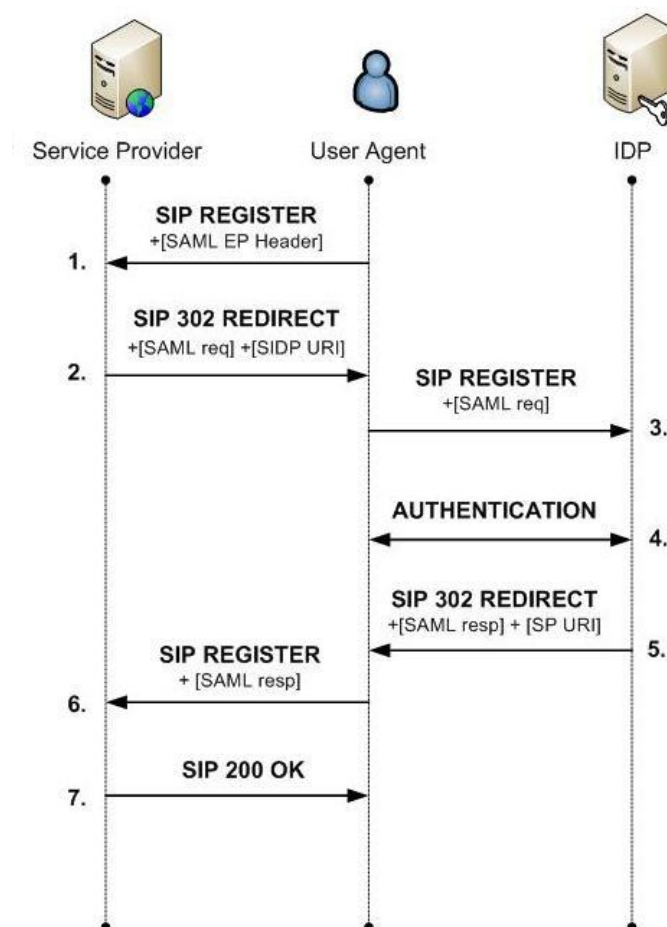 Service Provider
User Agent
IDP
SIP REGISTER
+[SAML EP Header]
1.
SIP 302 REDIRECT
+[SAML req] +[SIDP URI]
2.
SIP REGISTER
+[SAML req]
3.
AUTHENTICATION
4.
SIP 302 REDIRECT
+[SAML resp] + [SP URI]
5.
SIP REGISTER
+ [SAML resp]
6.
SIP 200 OK
7.